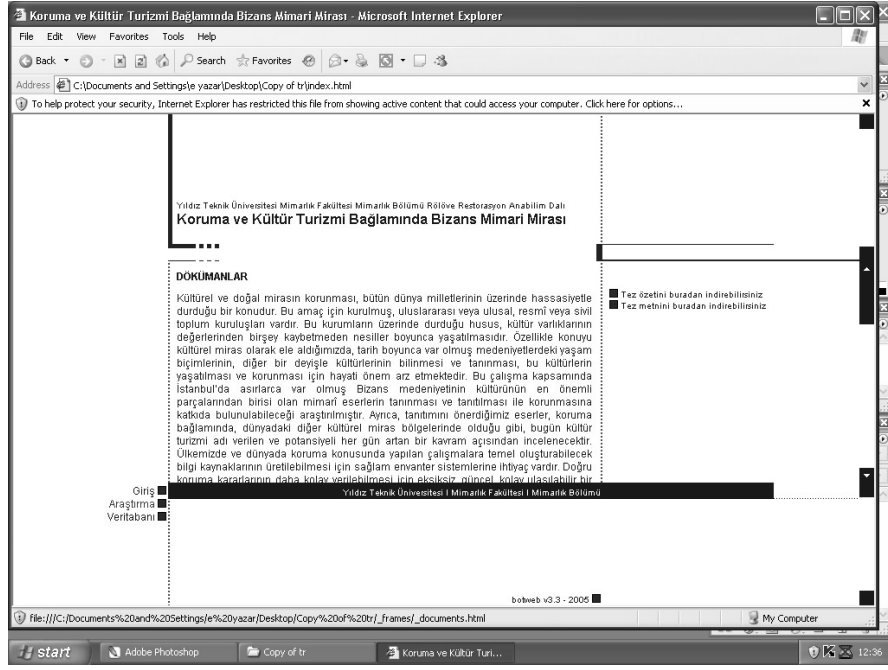 Koruma ve Kültür Turizmi Bağlamında Bizans Mimari Mirası - Microsoft Internet Explorer
File Edit View Favorites Tools Help
Back Search Favorites
Address C:\Documents and Settings\e yazar\Desktop\Copy of tr\index.html
To help protect your security, Internet Explorer has restricted this file from showing active content that could access your computer. Click here for options...
Yıldız Teknik Üniversitesi Mimarlık Fakültesi Mimarlık Bölümü Rölöve Restorasyon Anabilim Dalı
Koruma ve Kültür Turizmi Bağlamında Bizans Mimari Mirası
DÖKÜMANLAR
Kültürel ve doğal mirasın korunması, bütün dünya milletlerinin üzerinde hassasiyetle
durduğu bir konudur. Bu amaç için kurulmuş, uluslararası veya ulusal, resmî veya sivil
toplum kuruluşları vardır. Bu kurumların üzerinde durduğu husus, kültür varlıklarının
değerlerinden birşey kaybetmeden nesiller boyunca yaşatılmasıdır. Özellikle konuyu
kültürel miras olarak ele aldığımızda, tarih boyunca var olmuş medeniyetlerdeki yaşam
biçimlerinin, diğer bir deyişle kültürlerinin bilinmesi ve tanınması, bu kültürlerin
yaşatılması ve korunması için hayati önem arz etmektedir. Bu çalışma kapsamında
İstanbul'da asırlarca var olmuş Bizans medeniyetinin kültürünün en önemli
parçalarından birisi olan mimarî eserlerin tanınması ve tanıtılması ile korunmasına
katkıda bulunulabileceği araştırılmıştır. Ayrıca, tanıtımını önerdiğimiz eserler, koruma
bağlamında, dünyadaki diğer kültürel miras bölgelerinde olduğu gibi, bugün kültür
turizmi adı verilen ve potansiyeli her gün artan bir kavram açısından incelenecektir.
Ülkemizde ve dünyada koruma konusunda yapılan çalışmalara temel oluşturabilecek
bilgi kaynaklarının üretilebilmesi için sağlam envanter sistemlerine ihtiyaç vardır. Doğru
koruma kararlarının daha kolay verilebilmesi için eksiksiz, güncel, kolay ulaşılabilir bir
Tez özetini buradan indirebilirsiniz
Tez metnini buradan indirebilirsiniz
Giriş
Araştırma
Veritabanı
Yıldız Teknik Üniversitesi | Mimarlık Fakültesi | Mimarlık Bölümü
botweb v3.3 - 2005
file:///C:/Documents%20and%20Settings/e%20yazar/Desktop/Copy%20of%20tr/_frames/_documents.html
My Computer
start
Adobe Photoshop
Copy of tr
Koruma ve Kültür Turi...
12:36